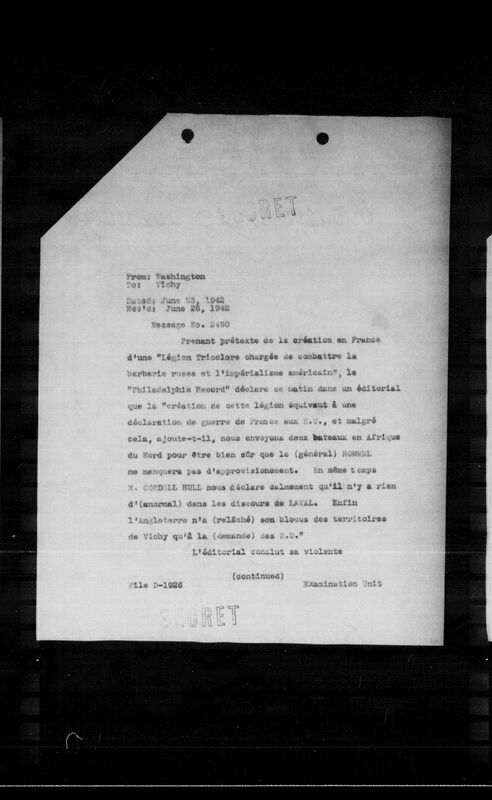 SECRET
From: Washington
To: Vichy
Dated: June 23, 1942
Rec'd: June 26, 1942
Message No. 2490
Prenant prétexte de la création en France
d'une "Légion Tricolore chargée de combattre la
barbarie russe et l'impérialisme américain", le
"Philadelphia Record" déclare ce matin dans un éditorial
que la "création de cette légion équivaut à une
déclaration de guerre de France aux E.U., et malgré
cela, ajoute-t-il, nous envoyons deux bateaux en Afrique
du Nord pour être bien sûr que le (général) ROMMEL
ne manquera pas d'approvisionement. En même temps
M. CORDELL HULL nous déclare calmement qu'il n'y a rien
d'(anormal) dans les discours de LAVAL. Enfin
l'Angleterre n'a (relâché) son blocus des territoires
de Vichy qu'à la (demande) des E.U."
L'éditorial conclut sa violente
(continued)
File D-1926 Examination Unit
SECRET